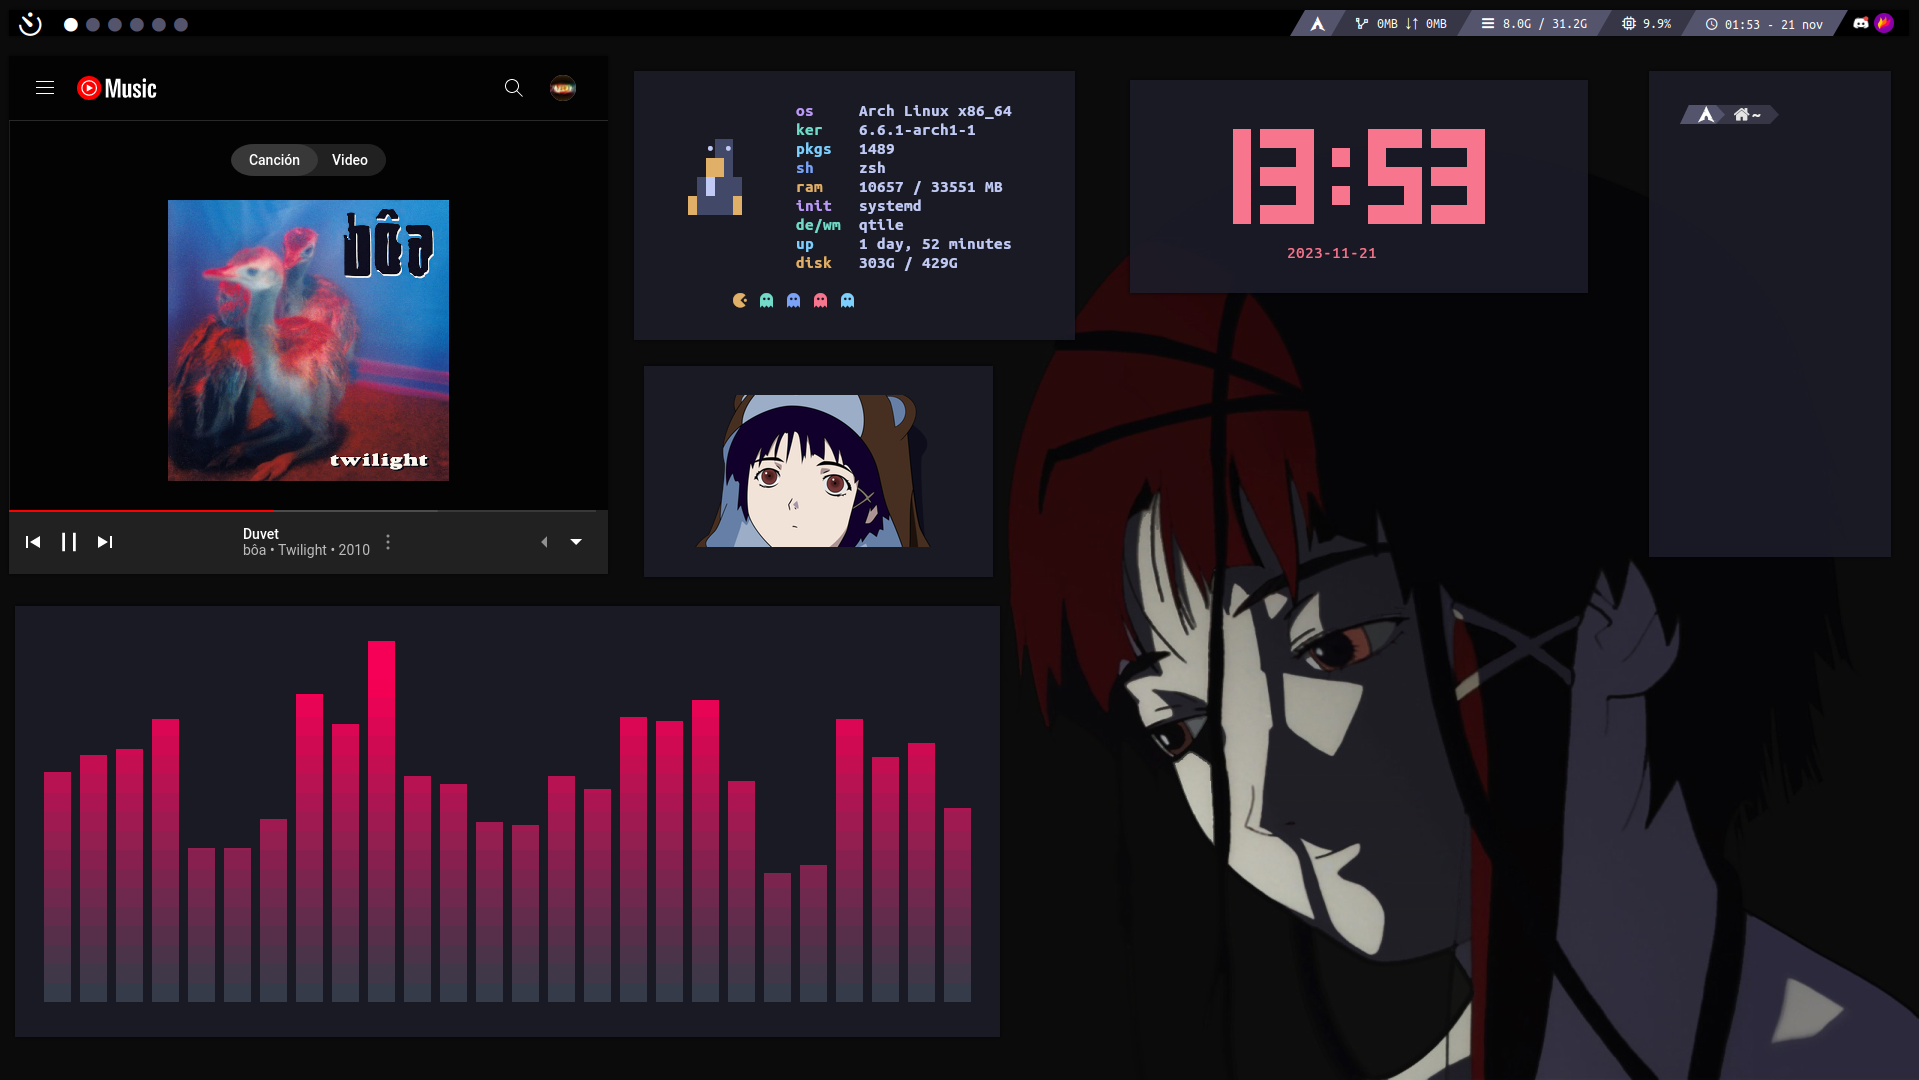 0MB ↓↑ 0MB
8.0G / 31.2G
9.9%
01:53 - 21 nov
Music
Canción Video
bôa
twilight
Duvet
bôa • Twilight • 2010
os Arch Linux x86_64
ker 6.6.1-arch1-1
pkgs 1489
sh zsh
ram 10657 / 33551 MB
init systemd
de/wm qtile
up 1 day, 52 minutes
disk 303G / 429G
13:53
2023-11-21
~